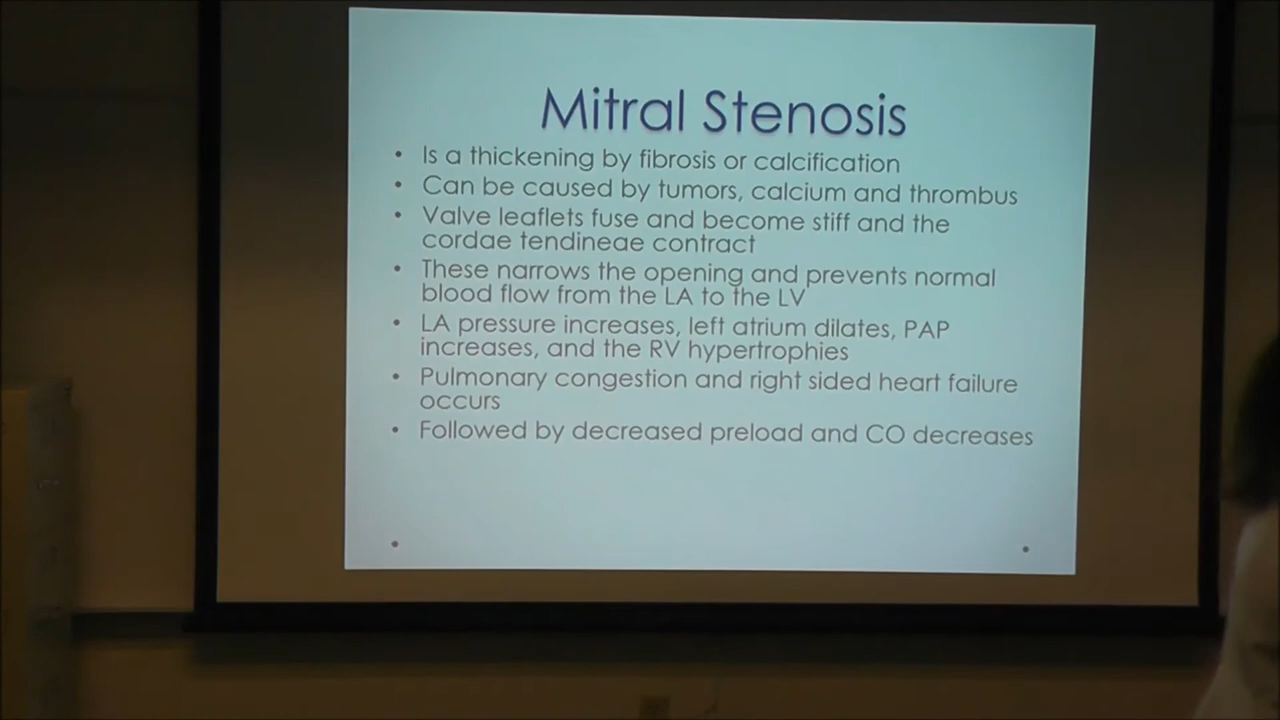 Mitral Stenosis
• Is a thickening by fibrosis or calcification
• Can be caused by tumors, calcium and thrombus
• Valve leaflets fuse and become stiff and the
cordae tendineae contract
• These narrows the opening and prevents normal
blood flow from the LA to the LV
• LA pressure increases, left atrium dilates, PAP
increases, and the RV hypertrophies
• Pulmonary congestion and right sided heart failure
occurs
• Followed by decreased preload and CO decreases